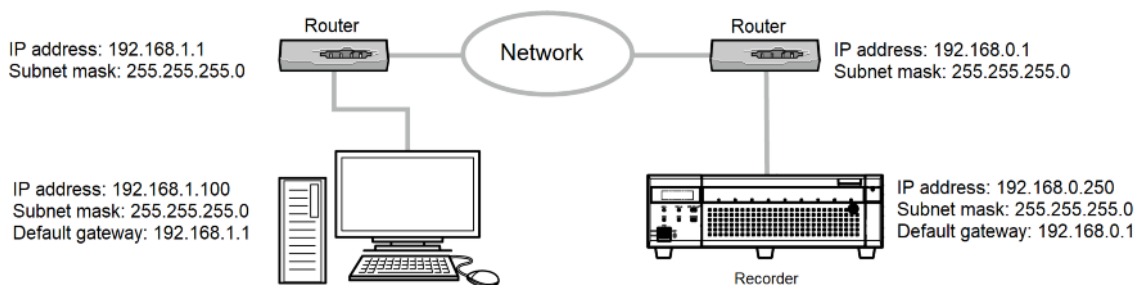 Router
IP address: 192.168.1.1
Subnet mask: 255.255.255.0
Network
Router
IP address: 192.168.0.1
Subnet mask: 255.255.255.0
IP address: 192.168.1.100
Subnet mask: 255.255.255.0
Default gateway: 192.168.1.1
IP address: 192.168.0.250
Subnet mask: 255.255.255.0
Default gateway: 192.168.0.1
Recorder